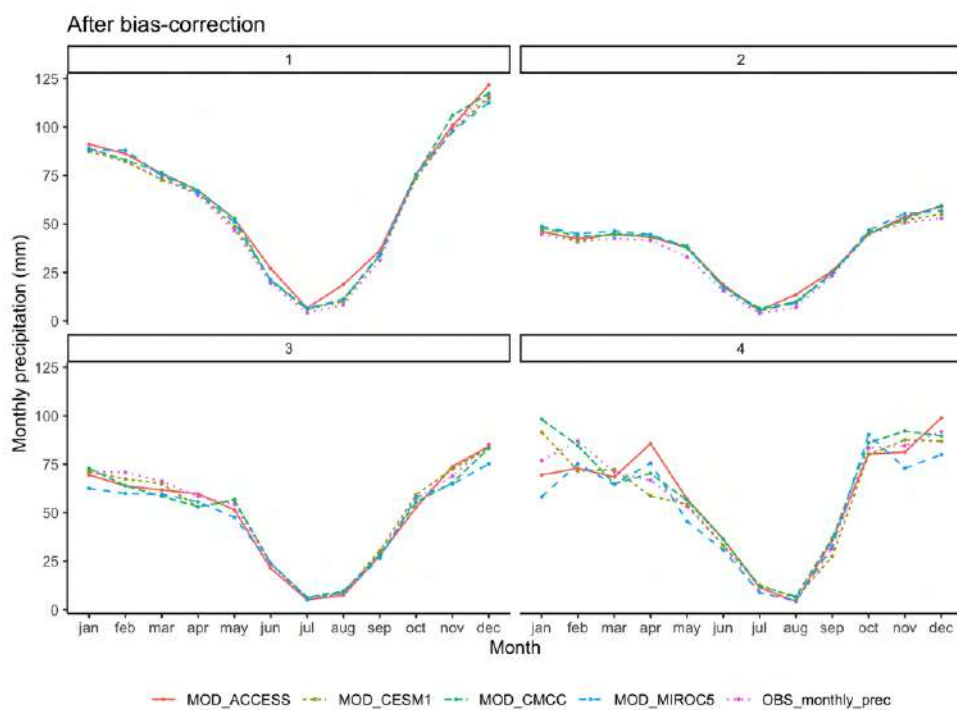 After bias-correction
1
2
125
100
75
50
25
0
3
4
125
100
75
50
25
0
Monthly precipitation (mm)
jan feb mar apr may jun jul aug sep oct nov dec
jan feb mar apr may jun jul aug sep oct nov dec
Month
MOD_ACCESS MOD_CESM1 MOD_CMCC MOD_MIROC5 OBS_monthly_prec